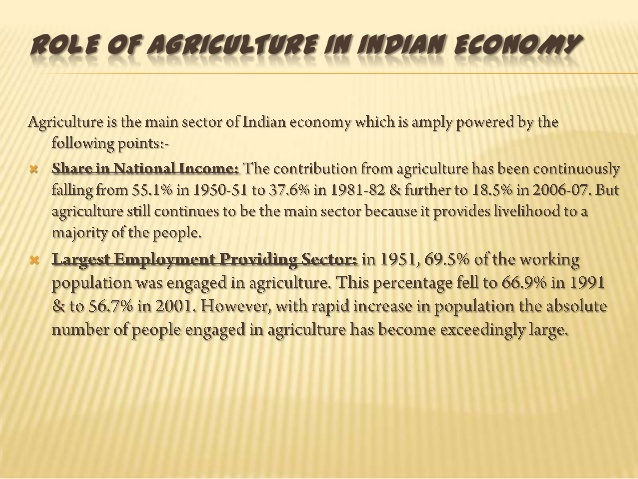 ROLE OF AGRICULTURE IN INDIAN ECONOMY
Agriculture is the main sector of Indian economy which is amply powered by the
following points:-
Share in National Income: The contribution from agriculture has been continuously
falling from 55.1% in 1950-51 to 37.6% in 1981-82 & further to 18.5% in 2006-07. But
agriculture still continues to be the main sector because it provides livelihood to a
majority of the people.
Largest Employment Providing Sector: in 1951, 69.5% of the working
population was engaged in agriculture. This percentage fell to 66.9% in 1991
& to 56.7% in 2001. However, with rapid increase in population the absolute
number of people engaged in agriculture has become exceedingly large.